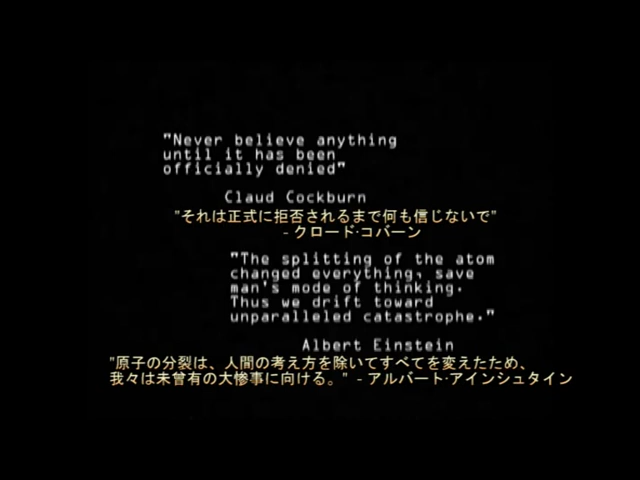 "Never believe anything
until it has been
officially denied"
Claud Cockburn
"それは正式に拒否されるまで何も信じないで"
- クロード·コバーン
"The splitting of the atom
changed everything, save
man's mode of thinking.
Thus we drift toward
unparalleled catastrophe."
Albert Einstein
"原子の分裂は、人間の考え方を除いてすべてを変えたため、
我々は未曾有の大惨事に向ける。" - アルバート·アインシュタイン